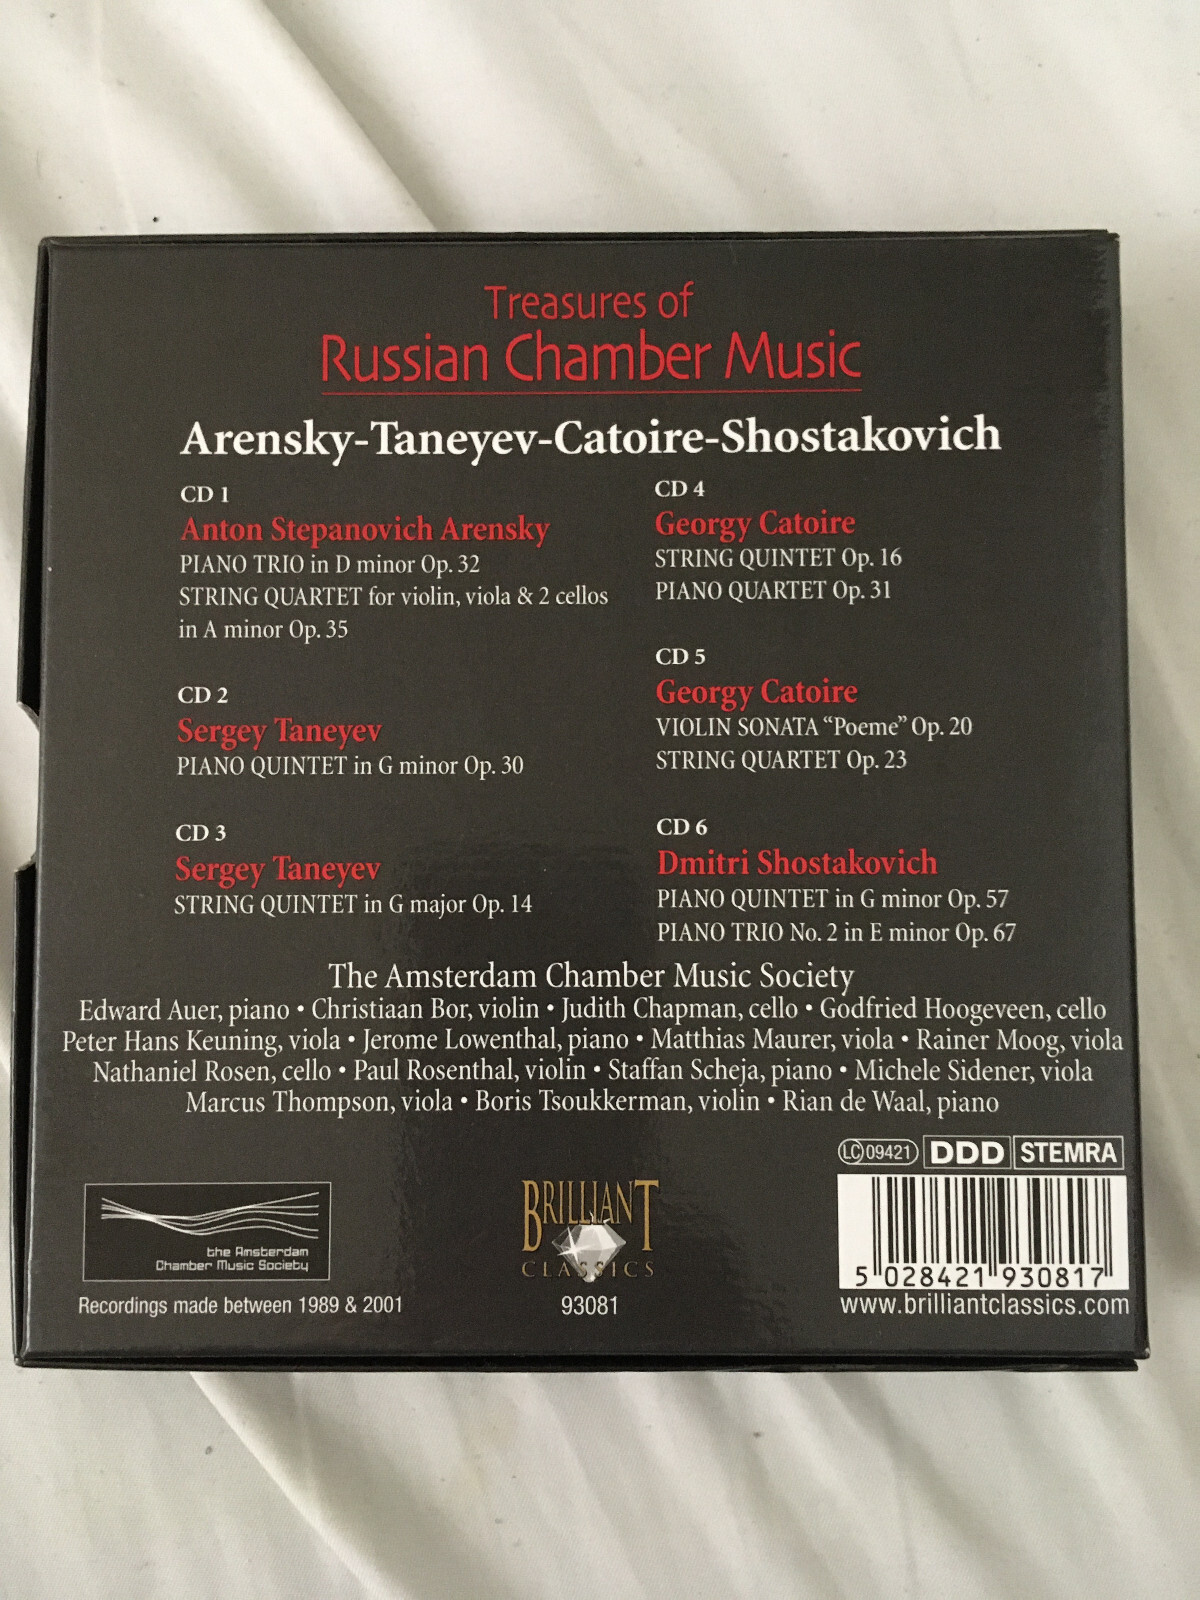 Treasures of
Russian Chamber Music
Arensky-Taneyev-Catoire-Shostakovich
CD 1
Anton Stepanovich Arensky
PIANO TRIO in D minor Op. 32
STRING QUARTET for violin, viola & 2 cellos
in A minor Op. 35
CD 2
Sergey Taneyev
PIANO QUINTET in G minor Op. 30
CD 3
Sergey Taneyev
STRING QUINTET in G major Op. 14
CD 4
Georgy Catoire
STRING QUINTET Op. 16
PIANO QUARTET Op. 31
CD 5
Georgy Catoire
VIOLIN SONATA “Poeme” Op. 20
STRING QUARTET Op. 23
CD 6
Dmitri Shostakovich
PIANO QUINTET in G minor Op. 57
PIANO TRIO No. 2 in E minor Op. 67
The Amsterdam Chamber Music Society
Edward Auer, piano • Christiaan Bor, violin • Judith Chapman, cello • Godfried Hoogeveen, cello
Peter Hans Keuning, viola • Jerome Lowenthal, piano • Matthias Maurer, viola • Rainer Moog, viola
Nathaniel Rosen, cello • Paul Rosenthal, violin • Staffan Scheja, piano • Michele Sidener, viola
Marcus Thompson, viola • Boris Tsoukkerman, violin • Rian de Waal, piano
the Amsterdam
Chamber Music Society
Recordings made between 1989 & 2001
BRILLIANT
CLASSICS
93081
LC 09421 DDD STEMRA
5 028421 930817
www.brilliantclassics.com